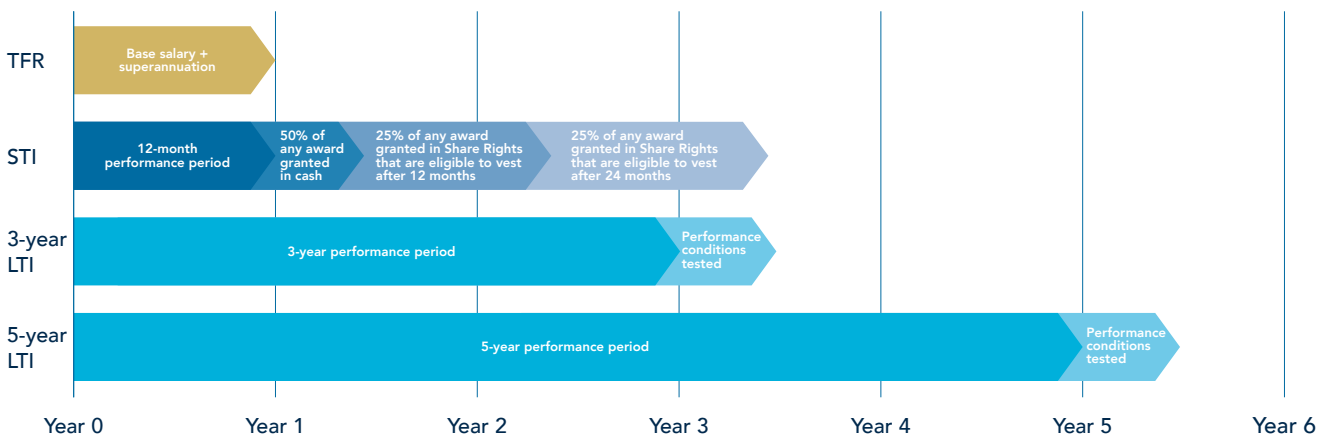 TFR
Base salary +
superannuation
STI
12-month
performance period
50% of
any award
granted
in cash
25% of any award
granted in Share Rights
that are eligible to vest
after 12 months
25% of any award
granted in Share Rights
that are eligible to vest
after 24 months
3-year
LTI
3-year performance period
Performance
conditions
tested
5-year
LTI
5-year performance period
Performance
conditions
tested
Year 0
Year 1
Year 2
Year 3
Year 4
Year 5
Year 6